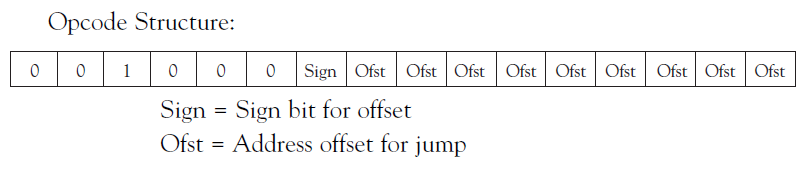 Opcode Structure:
0 0 1 0 0 0 Sign Ofst Ofst Ofst Ofst Ofst Ofst Ofst Ofst Ofst
Sign = Sign bit for offset
Ofst = Address offset for jump